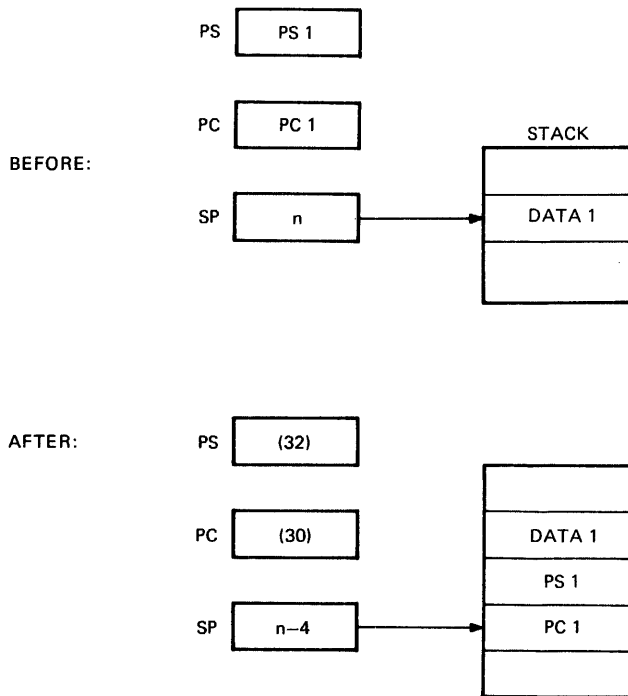 PS PS 1
PC PC 1
STACK
BEFORE:
SP n DATA 1
AFTER: PS (32)
PC (30) DATA 1
PS 1
SP n−4 PC 1